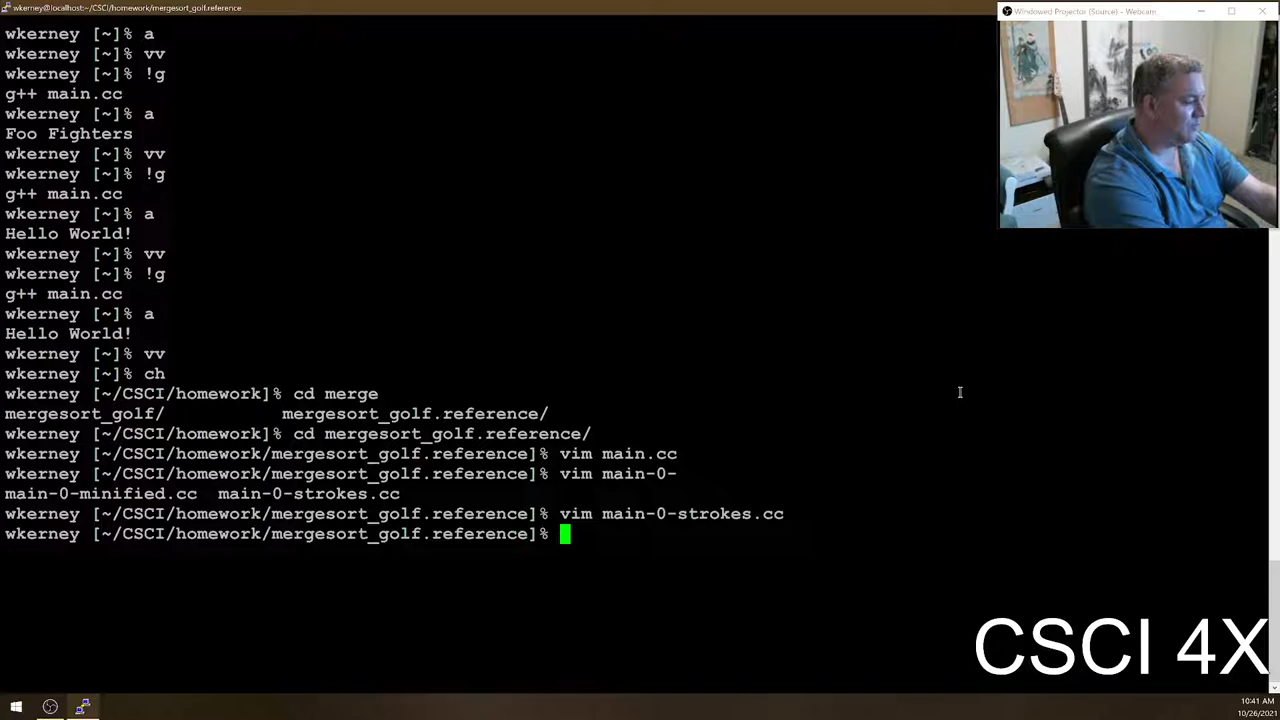 wkerney@localhost:~/CSCI/homework/mergesort_golf.reference
Windowed Projector (Source) - Webcam
wkerney [~]% a
wkerney [~]% vv
wkerney [~]% !g
g++ main.cc
wkerney [~]% a
Foo Fighters
wkerney [~]% vv
wkerney [~]% !g
g++ main.cc
wkerney [~]% a
Hello World!
wkerney [~]% vv
wkerney [~]% !g
g++ main.cc
wkerney [~]% a
Hello World!
wkerney [~]% vv
wkerney [~]% ch
wkerney [~/CSCI/homework]% cd merge
mergesort_golf/ mergesort_golf.reference/
wkerney [~/CSCI/homework]% cd mergesort_golf.reference/
wkerney [~/CSCI/homework/mergesort_golf.reference]% vim main.cc
wkerney [~/CSCI/homework/mergesort_golf.reference]% vim main-0-
main-0-minified.cc main-0-strokes.cc
wkerney [~/CSCI/homework/mergesort_golf.reference]% vim main-0-strokes.cc
wkerney [~/CSCI/homework/mergesort_golf.reference]%
CSCI 4X
10:41 AM
10/26/2021